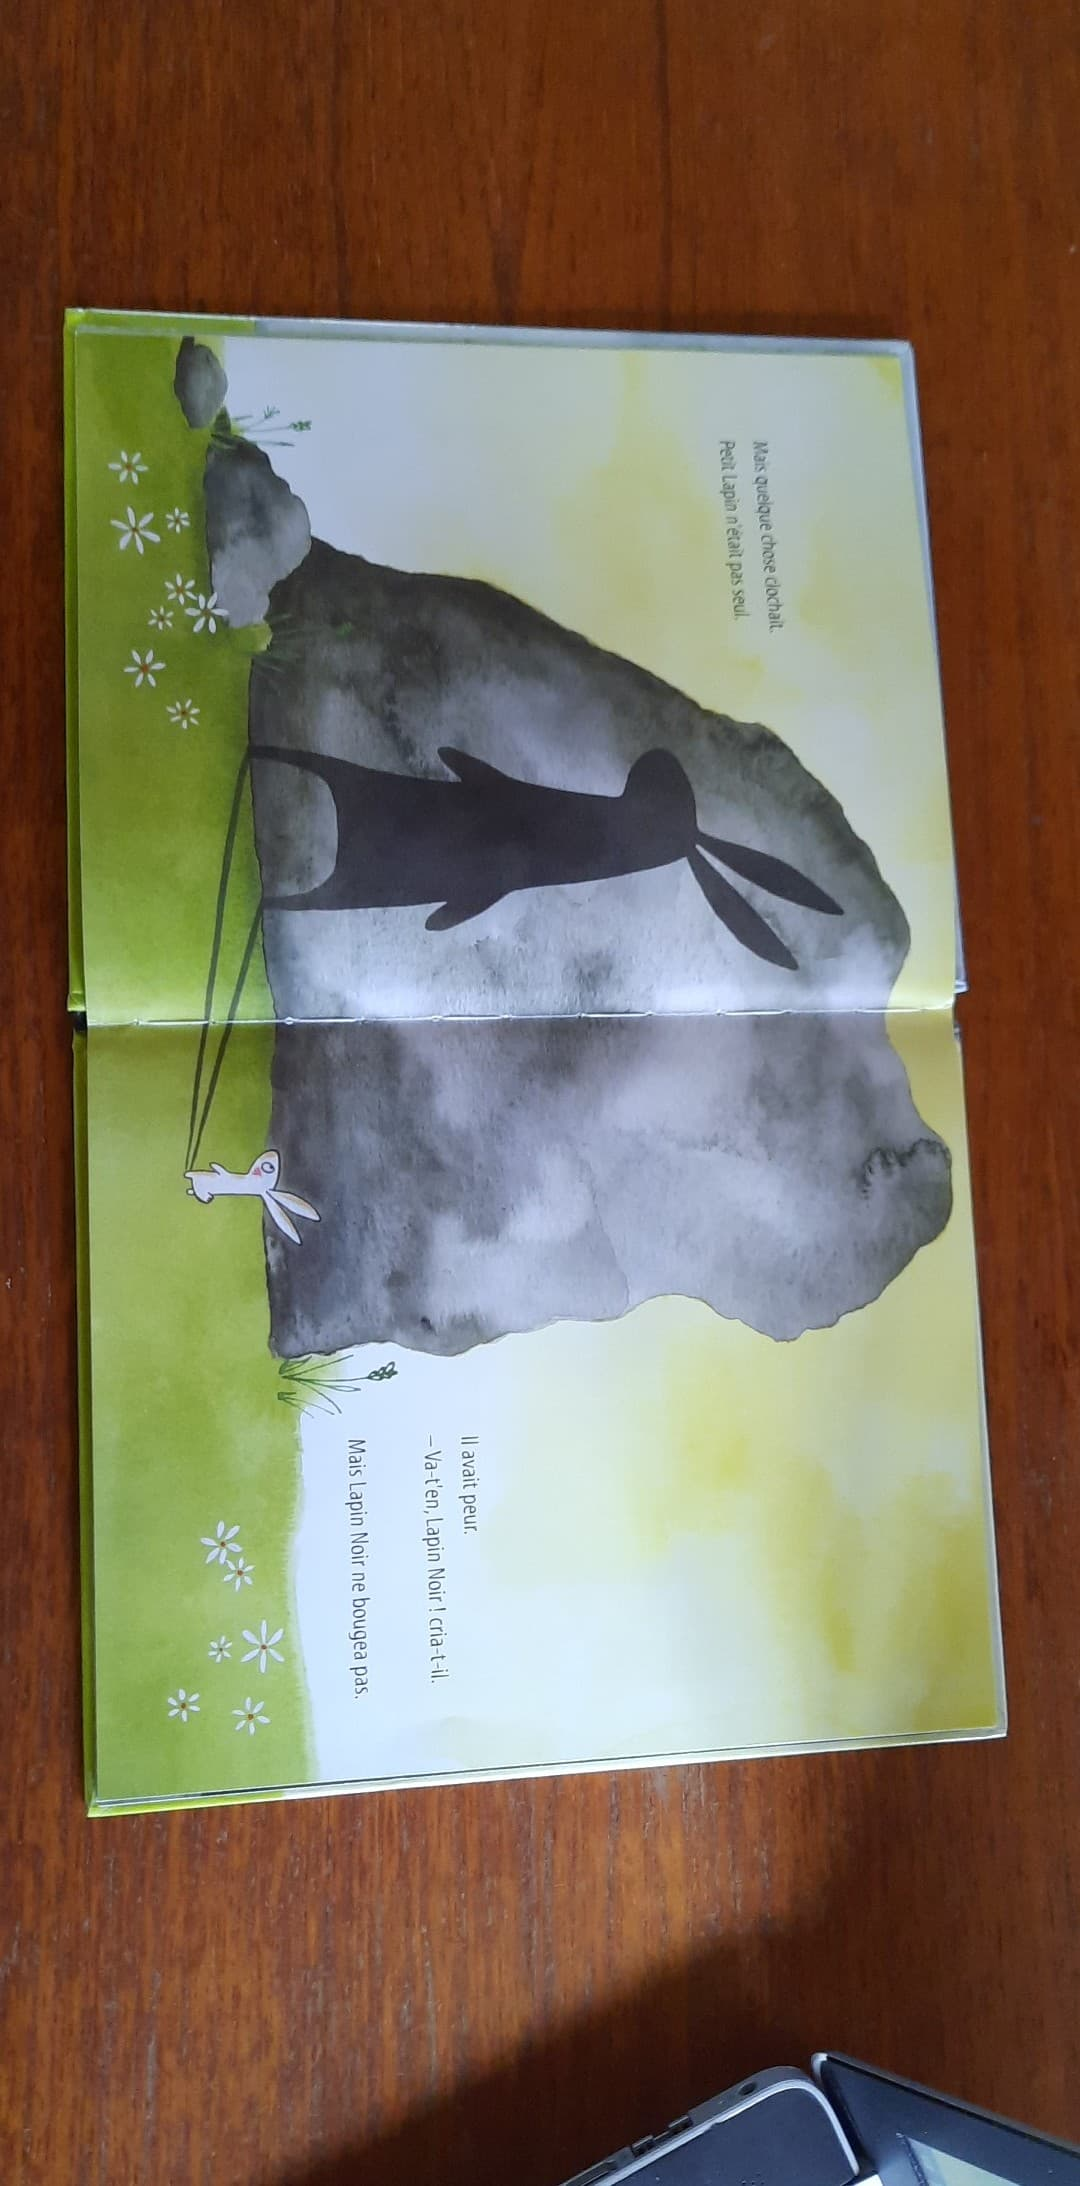 Mais quelque chose clochait.
Petit Lapin n'était pas seul.
Il avait peur.
– Va-t'en, Lapin Noir ! cria-t-il.
Mais Lapin Noir ne bougea pas.